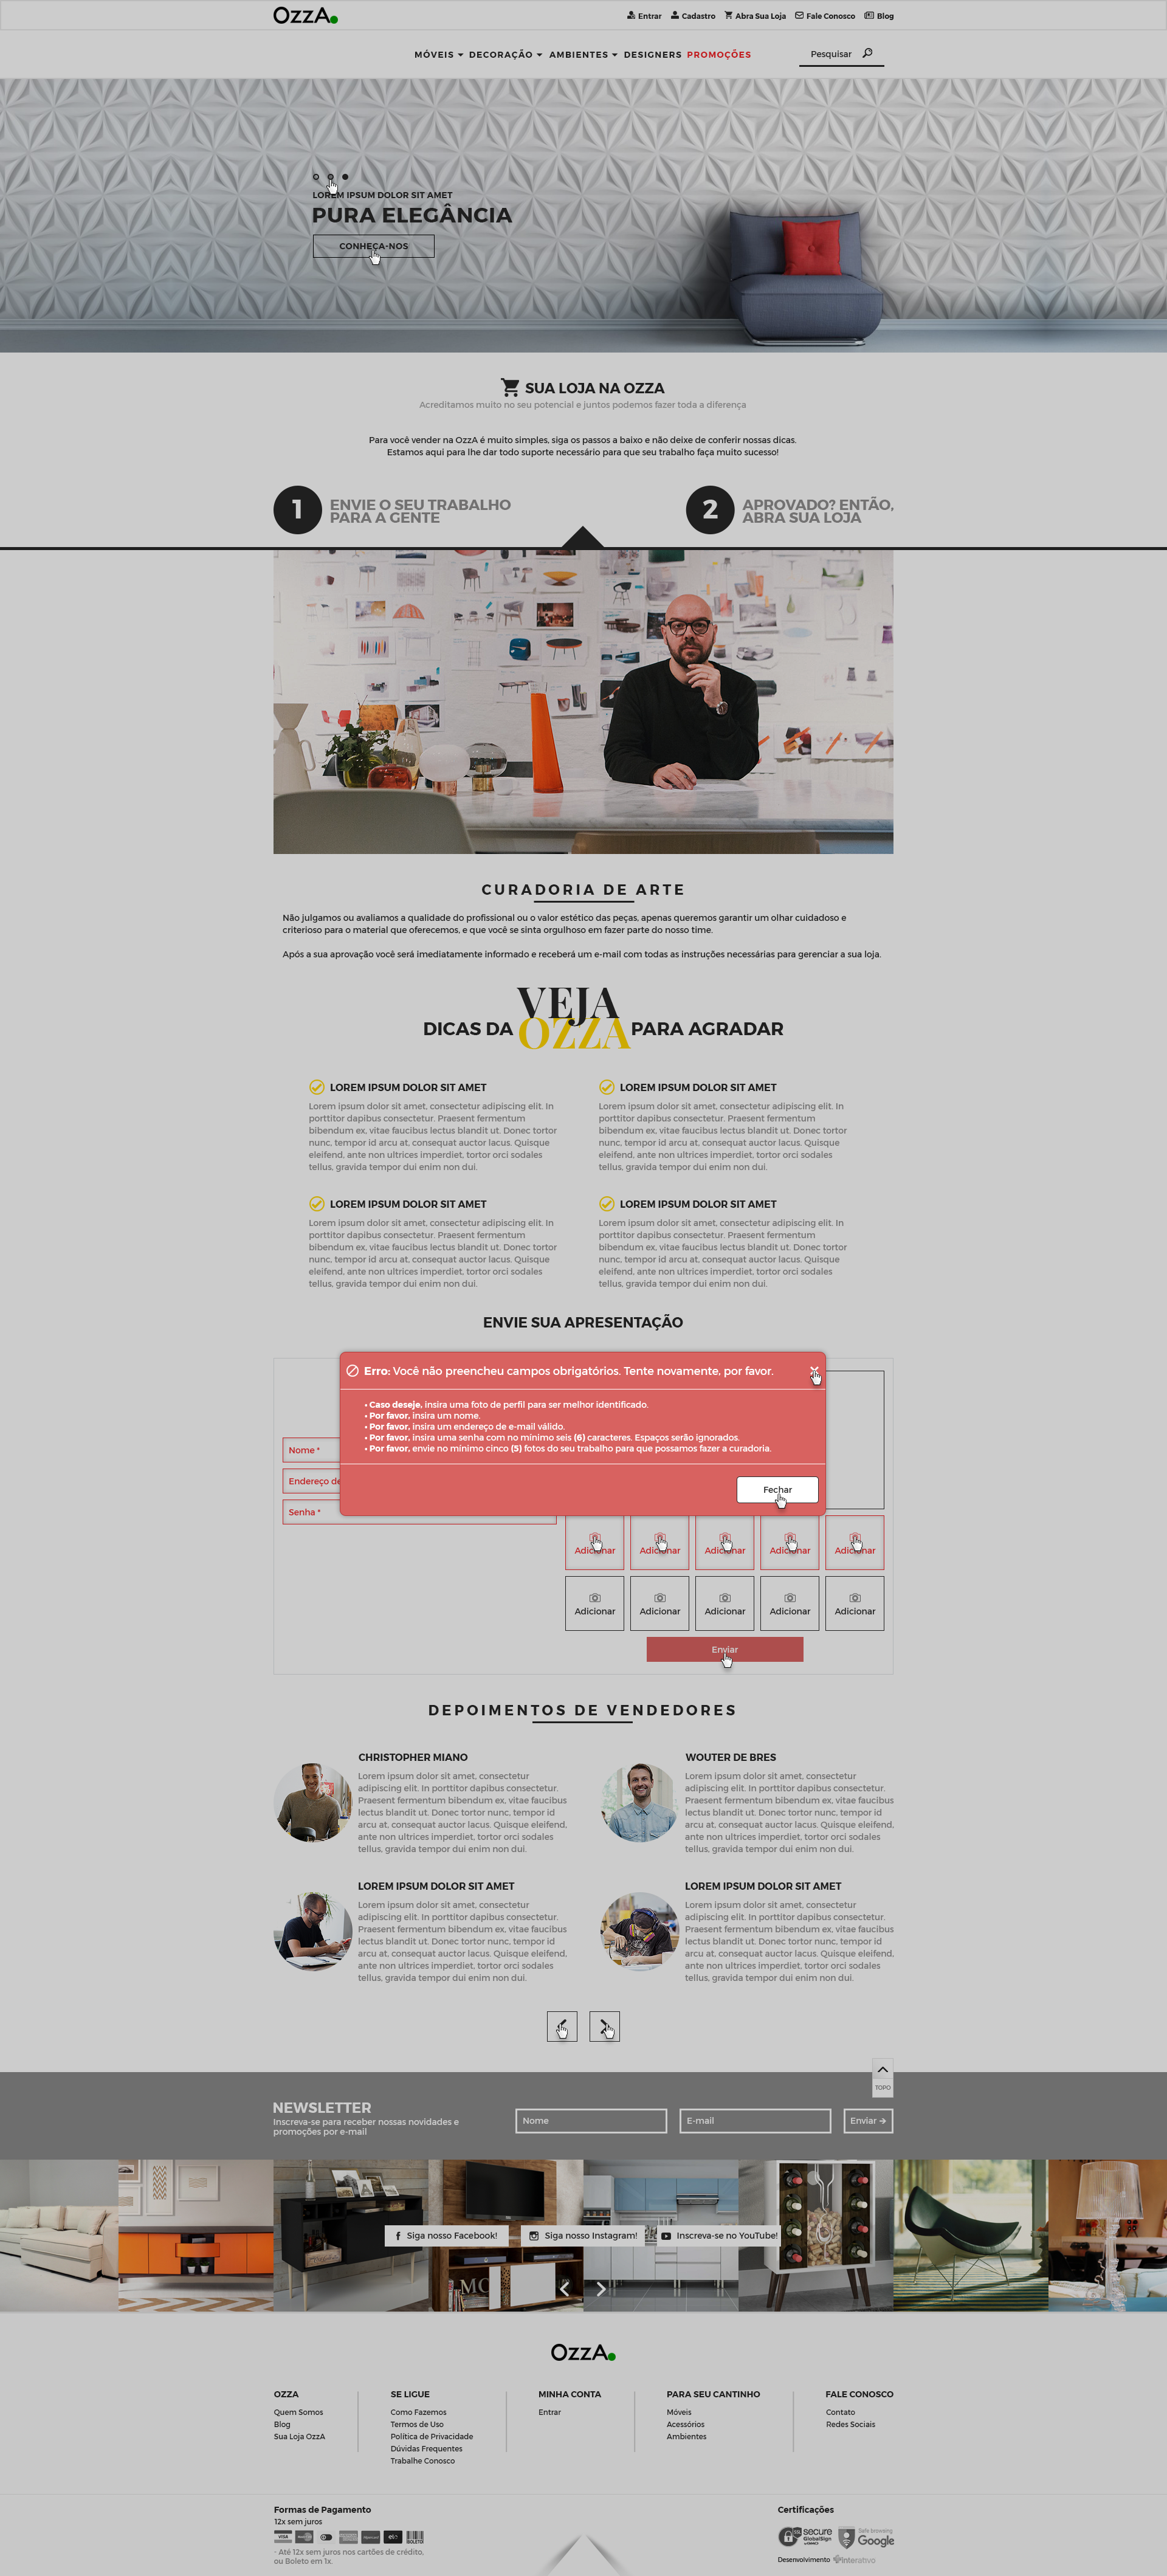 OzzA.
Entrar Cadastro Abra Sua Loja Fale Conosco Blog
MÓVEIS DECORAÇÃO AMBIENTES DESIGNERS PROMOÇÕES
Pesquisar
LOREM IPSUM DOLOR SIT AMET
PURA ELEGÂNCIA
CONHEÇA-NOS
SUA LOJA NA OZZA
Acreditamos muito no seu potencial e juntos podemos fazer toda a diferença
Para você vender na OzzA é muito simples, siga os passos a baixo e não deixe de conferir nossas dicas.
Estamos aqui para lhe dar todo suporte necessário para que seu trabalho faça muito sucesso!
1
ENVIE O SEU TRABALHO
PARA A GENTE
2
APROVADO? ENTÃO,
ABRA SUA LOJA
CURADORIA DE ARTE
Não julgamos ou avaliamos a qualidade do profissional ou o valor estético das peças, apenas queremos garantir um olhar cuidadoso e
criterioso para o material que oferecemos, e que você se sinta orgulhoso em fazer parte do nosso time.
Após a sua aprovação você será imediatamente informado e receberá um e-mail com todas as instruções necessárias para gerenciar a sua loja.
VEJA
DICAS DA OZZA PARA AGRADAR
LOREM IPSUM DOLOR SIT AMET
Lorem ipsum dolor sit amet, consectetur adipiscing elit. In
porttitor dapibus consectetur. Praesent fermentum
bibendum ex, vitae faucibus lectus blandit ut. Donec tortor
nunc, tempor id arcu at, consequat auctor lacus. Quisque
eleifend, ante non ultrices imperdiet, tortor orci sodales
tellus, gravida tempor dui enim non dui.
LOREM IPSUM DOLOR SIT AMET
Lorem ipsum dolor sit amet, consectetur adipiscing elit. In
porttitor dapibus consectetur. Praesent fermentum
bibendum ex, vitae faucibus lectus blandit ut. Donec tortor
nunc, tempor id arcu at, consequat auctor lacus. Quisque
eleifend, ante non ultrices imperdiet, tortor orci sodales
tellus, gravida tempor dui enim non dui.
LOREM IPSUM DOLOR SIT AMET
Lorem ipsum dolor sit amet, consectetur adipiscing elit. In
porttitor dapibus consectetur. Praesent fermentum
bibendum ex, vitae faucibus lectus blandit ut. Donec tortor
nunc, tempor id arcu at, consequat auctor lacus. Quisque
eleifend, ante non ultrices imperdiet, tortor orci sodales
tellus, gravida tempor dui enim non dui.
LOREM IPSUM DOLOR SIT AMET
Lorem ipsum dolor sit amet, consectetur adipiscing elit. In
porttitor dapibus consectetur. Praesent fermentum
bibendum ex, vitae faucibus lectus blandit ut. Donec tortor
nunc, tempor id arcu at, consequat auctor lacus. Quisque
eleifend, ante non ultrices imperdiet, tortor orci sodales
tellus, gravida tempor dui enim non dui.
ENVIE SUA APRESENTAÇÃO
Erro: Você não preencheu campos obrigatórios. Tente novamente, por favor.
• Caso deseje, insira uma foto de perfil para ser melhor identificado.
• Por favor, insira um nome.
• Por favor, insira um endereço de e-mail válido.
• Por favor, insira uma senha com no mínimo seis (6) caracteres. Espaços serão ignorados.
• Por favor, envie no mínimo cinco (5) fotos do seu trabalho para que possamos fazer a curadoria.
Fechar
Nome *
Endereço de
Senha *
Adicionar Adicionar Adicionar Adicionar Adicionar
Adicionar Adicionar Adicionar Adicionar Adicionar
Enviar
DEPOIMENTOS DE VENDEDORES
CHRISTOPHER MIANO
Lorem ipsum dolor sit amet, consectetur
adipiscing elit. In porttitor dapibus consectetur.
Praesent fermentum bibendum ex, vitae faucibus
lectus blandit ut. Donec tortor nunc, tempor id
arcu at, consequat auctor lacus. Quisque eleifend,
ante non ultrices imperdiet, tortor orci sodales
tellus, gravida tempor dui enim non dui.
WOUTER DE BRES
Lorem ipsum dolor sit amet, consectetur
adipiscing elit. In porttitor dapibus consectetur.
Praesent fermentum bibendum ex, vitae faucibus
lectus blandit ut. Donec tortor nunc, tempor id
arcu at, consequat auctor lacus. Quisque eleifend,
ante non ultrices imperdiet, tortor orci sodales
tellus, gravida tempor dui enim non dui.
LOREM IPSUM DOLOR SIT AMET
Lorem ipsum dolor sit amet, consectetur
adipiscing elit. In porttitor dapibus consectetur.
Praesent fermentum bibendum ex, vitae faucibus
lectus blandit ut. Donec tortor nunc, tempor id
arcu at, consequat auctor lacus. Quisque eleifend,
ante non ultrices imperdiet, tortor orci sodales
tellus, gravida tempor dui enim non dui.
LOREM IPSUM DOLOR SIT AMET
Lorem ipsum dolor sit amet, consectetur
adipiscing elit. In porttitor dapibus consectetur.
Praesent fermentum bibendum ex, vitae faucibus
lectus blandit ut. Donec tortor nunc, tempor id
arcu at, consequat auctor lacus. Quisque eleifend,
ante non ultrices imperdiet, tortor orci sodales
tellus, gravida tempor dui enim non dui.
TOPO
NEWSLETTER
Inscreva-se para receber nossas novidades e
promoções por e-mail
Nome
E-mail
Enviar →
Siga nosso Facebook!
Siga nosso Instagram!
Inscreva-se no YouTube!
OzzA.
OZZA
Quem Somos
Blog
Sua Loja OzzA
SE LIGUE
Como Fazemos
Termos de Uso
Política de Privacidade
Dúvidas Frequentes
Trabalhe Conosco
MINHA CONTA
Entrar
PARA SEU CANTINHO
Móveis
Acessórios
Ambientes
FALE CONOSCO
Contato
Redes Sociais
Formas de Pagamento
12x sem juros
VISA
elo
BOLETO
- Até 12x sem juros nos cartões de crédito,
ou Boleto em 1x.
Certificações
secure
GlobalSign
Safe browsing
Google
Desenvolvimento
interativo